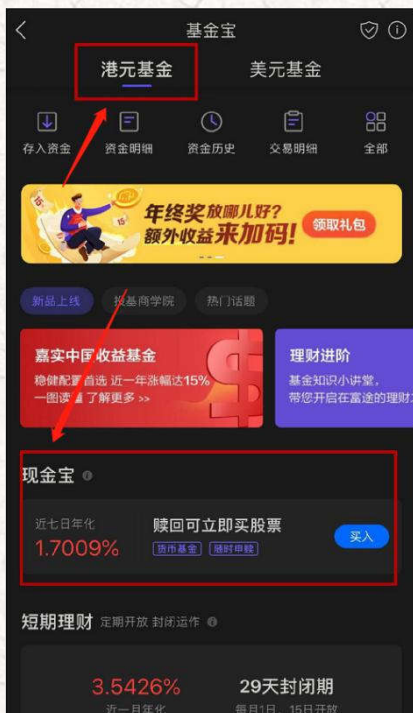 基金宝
港元基金 美元基金
存入资金 资金明细 资金历史 交易明细 全部
年终奖放哪儿好?
额外收益来加码!
领取礼包
新品上线 投基商学院 热门话题
嘉实中国收益基金
稳健配置首选 近一年涨幅达15%
一图读懂 了解更多 >>
理财进阶
基金知识小讲堂,
带您开启在富途的理财
现金宝
近七日年化
1.7009%
赎回可立即买股票
货币基金 随时申赎
买入
短期理财 定期开放 封闭运作
3.5426%
近一月年化
29天封闭期
每月1日、15日开放